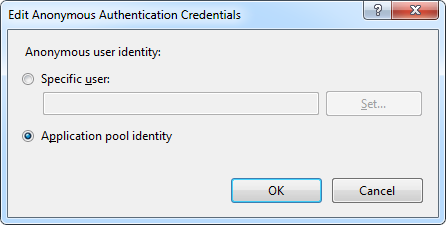 Edit Anonymous Authentication Credentials
Anonymous user identity:
Specific user:
Set...
Application pool identity
OK
Cancel